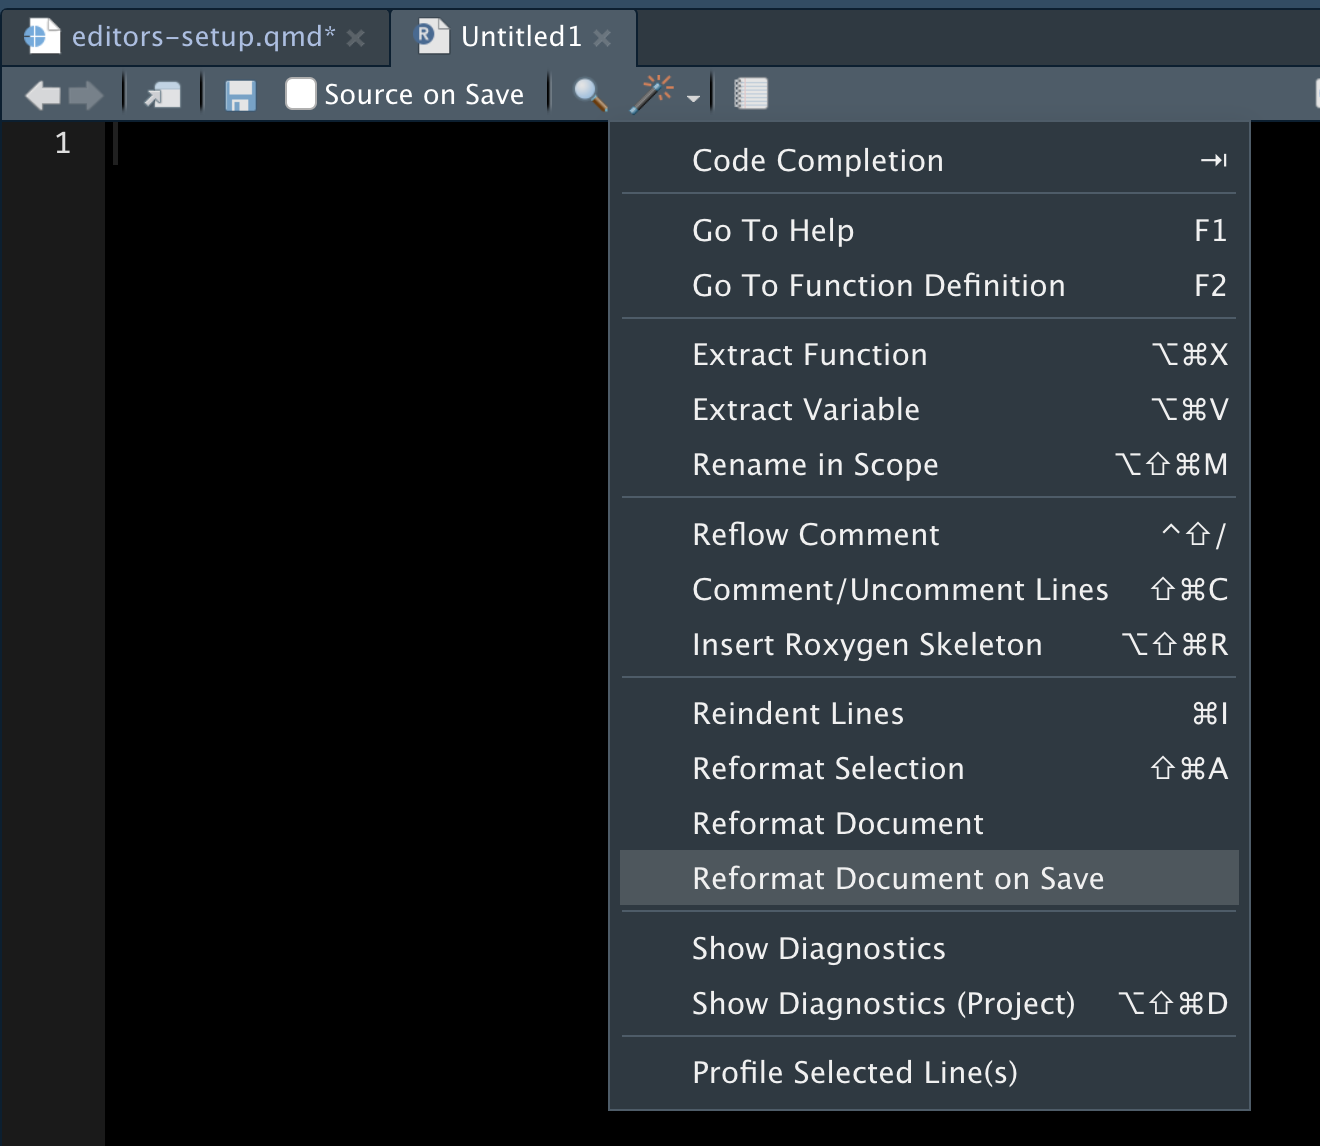 editors-setup.qmd* × Untitled1 ×
Source on Save
1
Code Completion ⇥
Go To Help F1
Go To Function Definition F2
Extract Function ⌥⌘X
Extract Variable ⌥⌘V
Rename in Scope ⌥⇧⌘M
Reflow Comment ^⇧/
Comment/Uncomment Lines ⇧⌘C
Insert Roxygen Skeleton ⌥⇧⌘R
Reindent Lines ⌘I
Reformat Selection ⇧⌘A
Reformat Document
Reformat Document on Save
Show Diagnostics
Show Diagnostics (Project) ⌥⇧⌘D
Profile Selected Line(s)